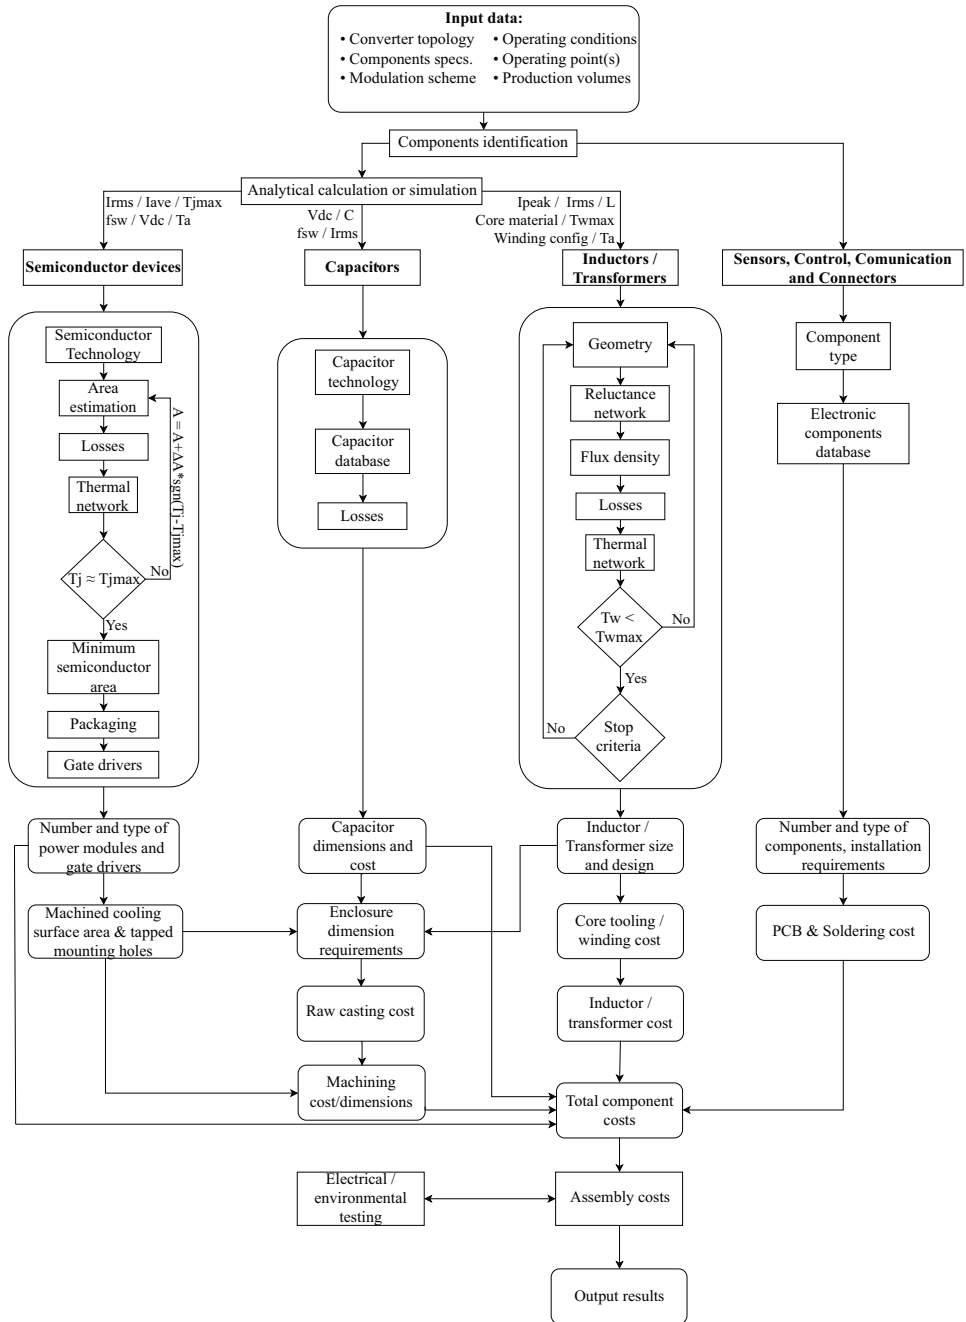 Input data:
• Converter topology
• Operating conditions
• Components specs.
• Operating point(s)
• Modulation scheme
• Production volumes
Components identification
Analytical calculation or simulation
Irms / Iave / Tjmax
fsw / Vdc / Ta
Vdc / C
fsw / Irms
Ipeak / Irms / L
Core material / Twmax
Winding config / Ta
Semiconductor devices
Capacitors
Inductors /
Transformers
Sensors, Control, Comunication
and Connectors
Semiconductor
Technology
Area
estimation
Losses
Thermal
network
Tj ≈ Tjmax
No
A = A+ΔA*sgn(Tj-Tjmax)
Yes
Minimum
semiconductor
area
Packaging
Gate drivers
Capacitor
technology
Capacitor
database
Losses
Geometry
Reluctance
network
Flux density
Losses
Thermal
network
Tw <
Twmax
No
Yes
No
Stop
criteria
Component
type
Electronic
components
database
Number and type of
power modules and
gate drivers
Capacitor
dimensions and
cost
Inductor /
Transformer size
and design
Number and type of
components, installation
requirements
Machined cooling
surface area & tapped
mounting holes
Enclosure
dimension
requirements
Core tooling /
winding cost
PCB & Soldering cost
Raw casting cost
Inductor /
transformer cost
Machining
cost/dimensions
Total component
costs
Electrical /
environmental
testing
Assembly costs
Output results